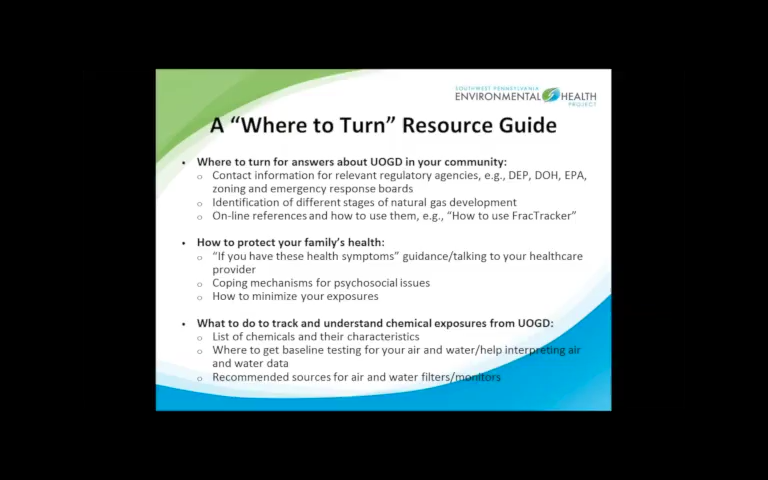 SOUTHWEST PENNSYLVANIA
ENVIRONMENTAL HEALTH
PROJECT
A “Where to Turn” Resource Guide
• Where to turn for answers about UOGD in your community:
o Contact information for relevant regulatory agencies, e.g., DEP, DOH, EPA,
zoning and emergency response boards
o Identification of different stages of natural gas development
o On-line references and how to use them, e.g., “How to use FracTracker”
• How to protect your family’s health:
o “If you have these health symptoms” guidance/talking to your healthcare
provider
o Coping mechanisms for psychosocial issues
o How to minimize your exposures
• What to do to track and understand chemical exposures from UOGD:
o List of chemicals and their characteristics
o Where to get baseline testing for your air and water/help interpreting air
and water data
o Recommended sources for air and water filters/monitors